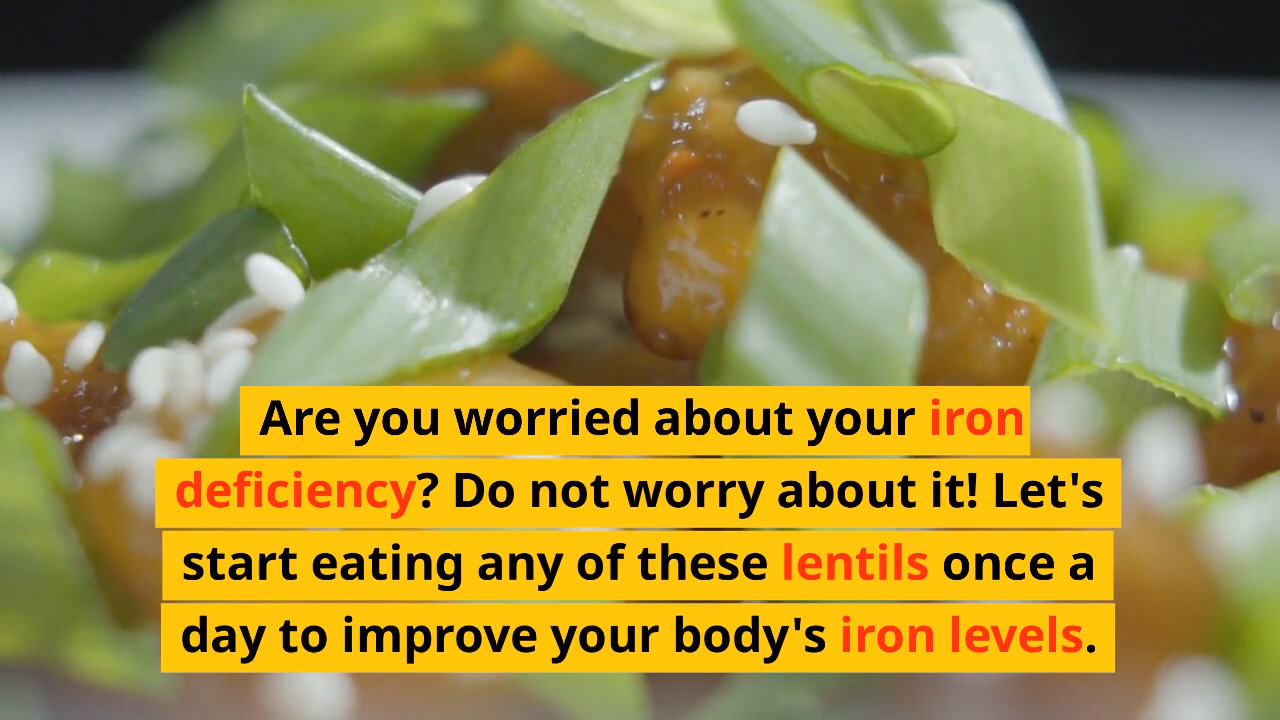 Are you worried about your iron
deficiency? Do not worry about it! Let's
start eating any of these lentils once a
day to improve your body's iron levels.